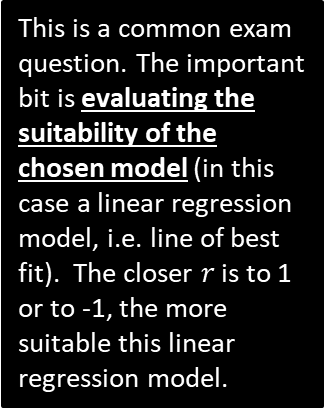 This is a common exam
question. The important
bit is evaluating the
suitability of the
chosen model (in this
case a linear regression
model, i.e. line of best
fit).  The closer r is to 1
or to -1, the more
suitable this linear
regression model.